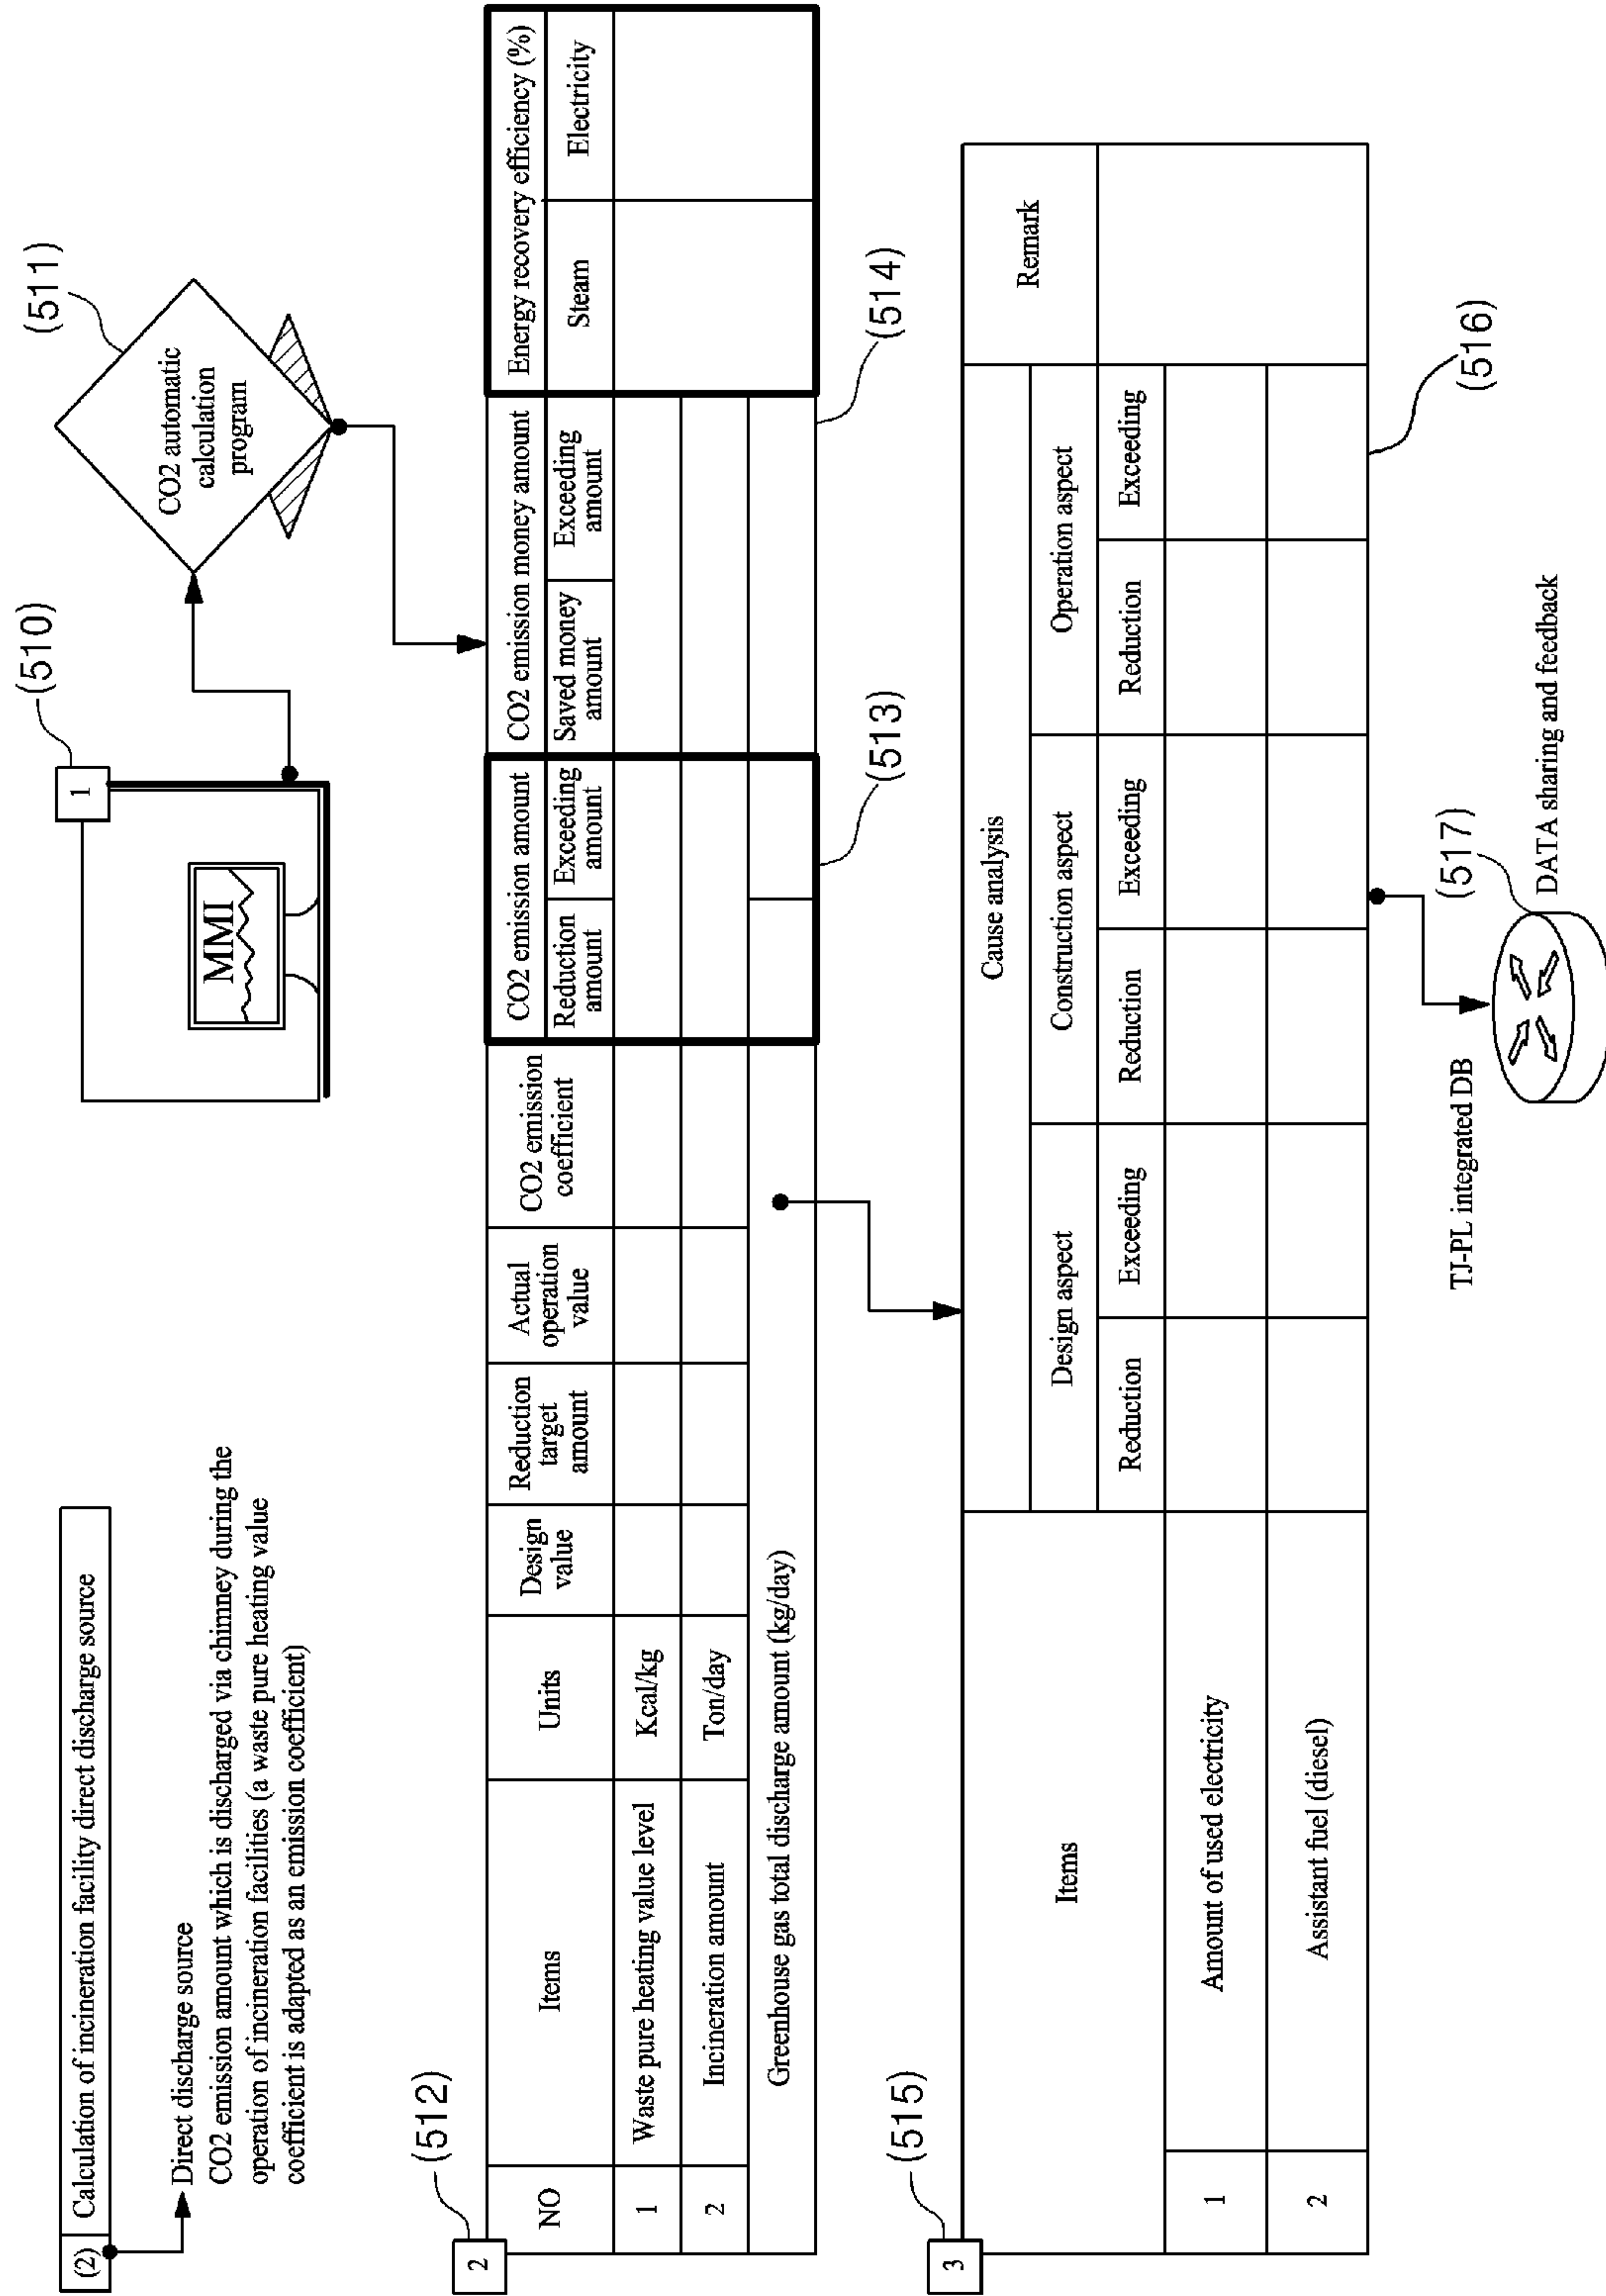 (2) Calculation of incineration facility direct discharge source
Direct discharge source
CO2 emission amount which is discharged via chimney during the
operation of incineration facilities (a waste pure heating value
coefficient is adapted as an emission coefficient)
1
(510)
MMI
(511)
CO2 automatic
calculation
program
2
(512)
NO
Items
Units
Design
value
Reduction
target
amount
Actual
operation
value
CO2 emission
coefficient
CO2 emission amount
Reduction
amount
Exceeding
amount
CO2 emission money amount
Saved money
amount
Exceeding
amount
Energy recovery efficiency (%)
Steam
Electricity
1
Waste pure heating value level
Kcal/kg
2
Incineration amount
Ton/day
Greenhouse gas total discharge amount (kg/day)
(513)
(514)
3
(515)
Items
Cause analysis
Remark
Design aspect
Construction aspect
Operation aspect
Reduction
Exceeding
Reduction
Exceeding
Reduction
Exceeding
1
Amount of used electricity
2
Assistant fuel (diesel)
(516)
TJ-PL integrated DB
(517)
DATA sharing and feedback